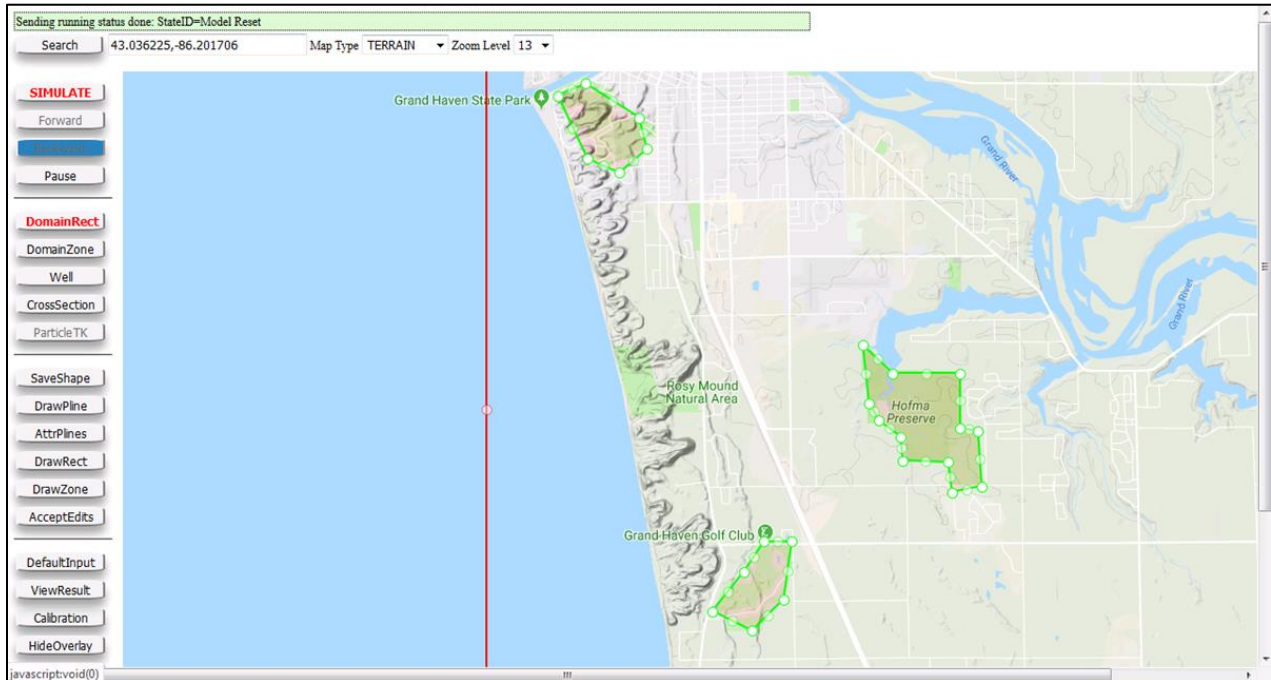 Sending running status done: StateID=Model Reset
Search 43.036225,-86.201706 Map Type TERRAIN Zoom Level 13
SIMULATE
Forward
Pause
DomainRect
DomainZone
Well
CrossSection
ParticleTK
SaveShape
DrawPline
AttrPlines
DrawRect
DrawZone
AcceptEdits
DefaultInput
ViewResult
Calibration
HideOverlay
javascript:void(0)
Grand Haven State Park
Grand River
Grand River
Rosy Mound
Natural Area
Hofma
Preserve
Grand Haven Golf Club